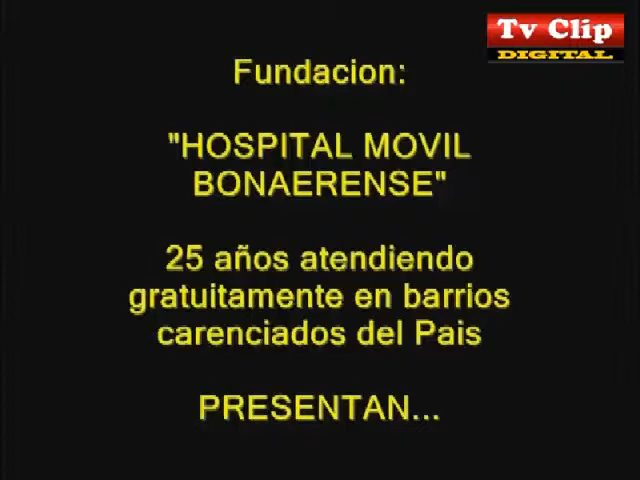 Tv Clip
DIGITAL
Fundacion:
"HOSPITAL MOVIL
BONAERENSE"
25 años atendiendo
gratuitamente en barrios
carenciados del Pais
PRESENTAN...